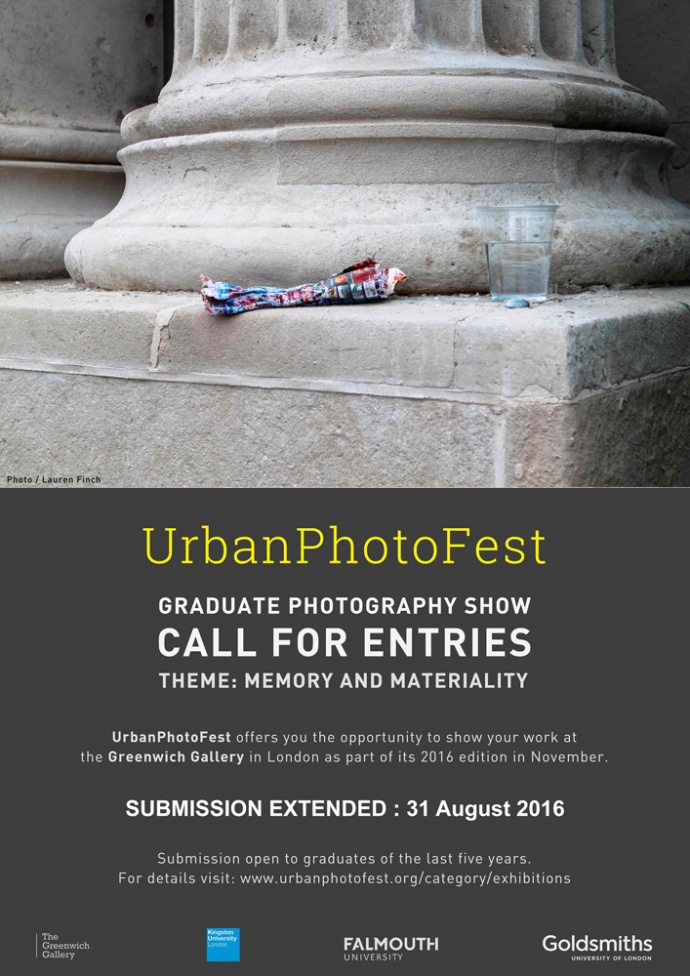 Photo / Lauren Finch
UrbanPhotoFest
GRADUATE PHOTOGRAPHY SHOW
CALL FOR ENTRIES
THEME: MEMORY AND MATERIALITY
UrbanPhotoFest offers you the opportunity to show your work at
the Greenwich Gallery in London as part of its 2016 edition in November.
SUBMISSION EXTENDED : 31 August 2016
Submission open to graduates of the last five years.
For details visit: www.urbanphotofest.org/category/exhibitions
The
Greenwich
Gallery
Kingston
University
London
FALMOUTH
UNIVERSITY
Goldsmiths
UNIVERSITY OF LONDON